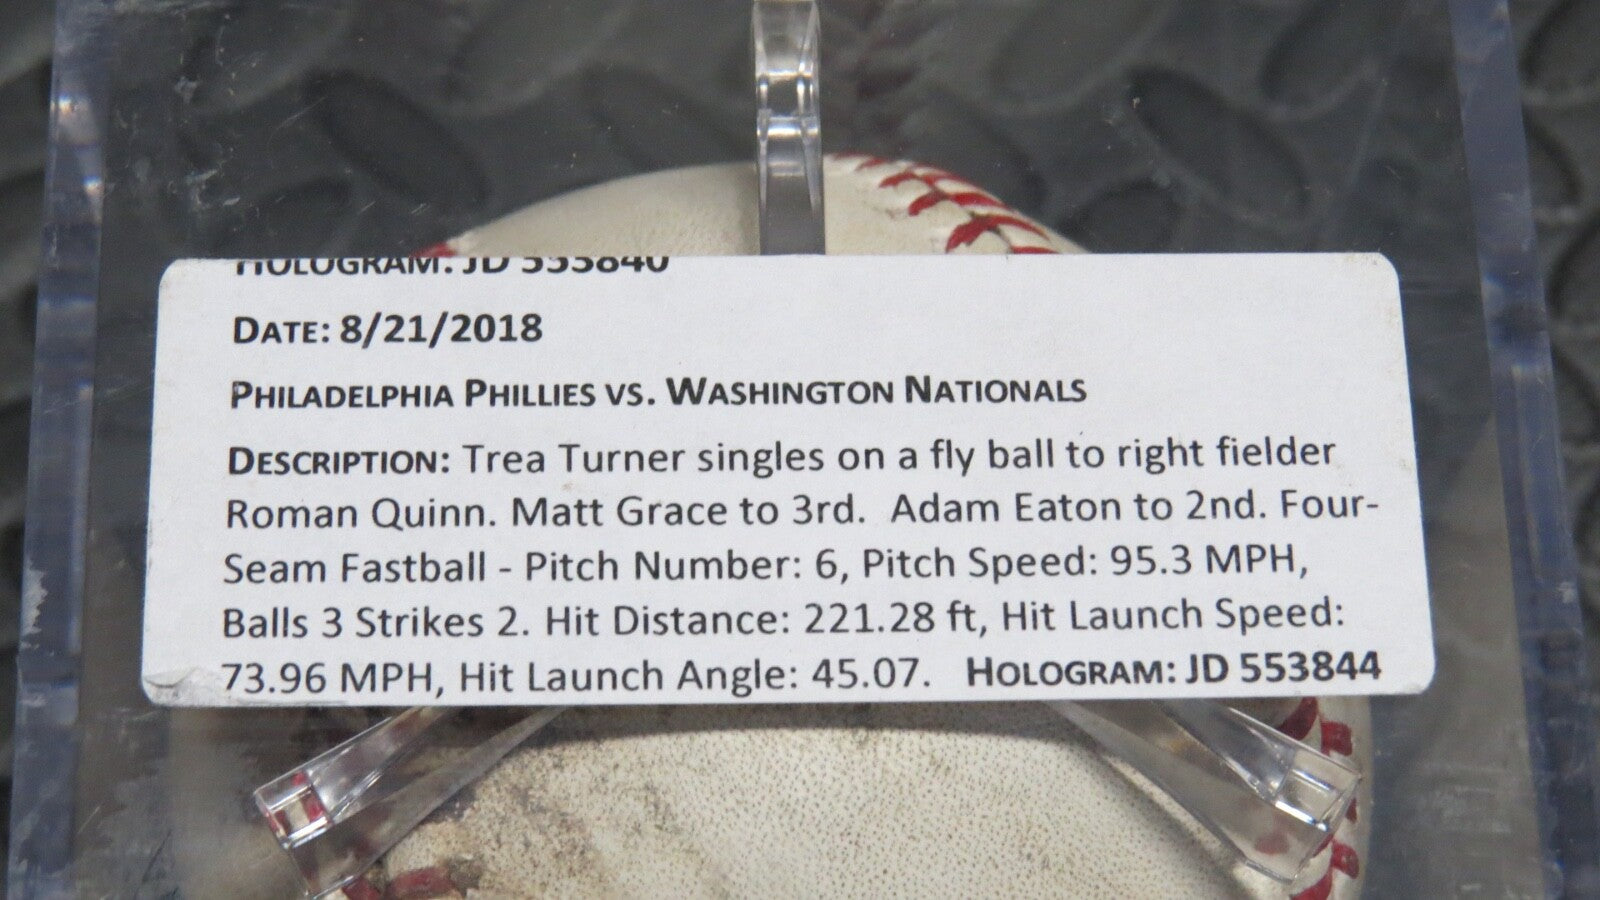 HOLOGRAM: JD 553840
DATE: 8/21/2018
PHILADELPHIA PHILLIES VS. WASHINGTON NATIONALS
DESCRIPTION: Trea Turner singles on a fly ball to right fielder
Roman Quinn. Matt Grace to 3rd.  Adam Eaton to 2nd. Four-
Seam Fastball - Pitch Number: 6, Pitch Speed: 95.3 MPH,
Balls 3 Strikes 2. Hit Distance: 221.28 ft, Hit Launch Speed:
73.96 MPH, Hit Launch Angle: 45.07.  HOLOGRAM: JD 553844